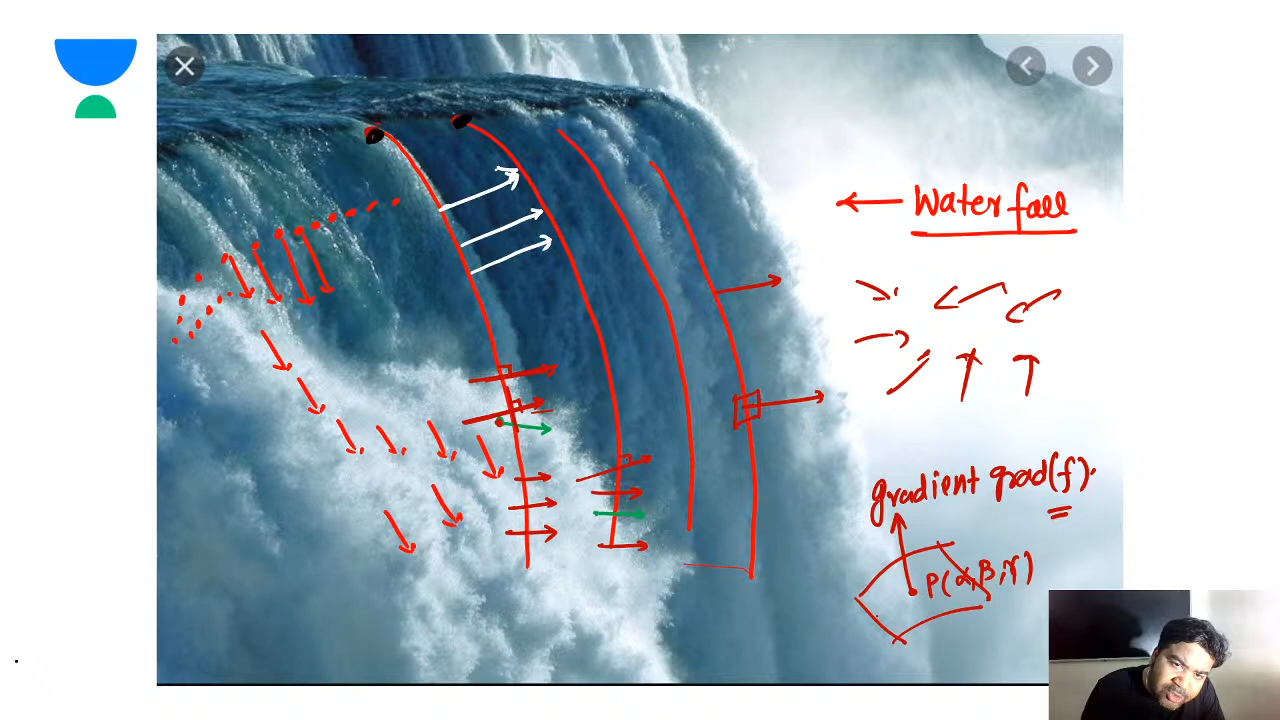 ← Water fall
gradient grad(f).
P(α,β,γ)